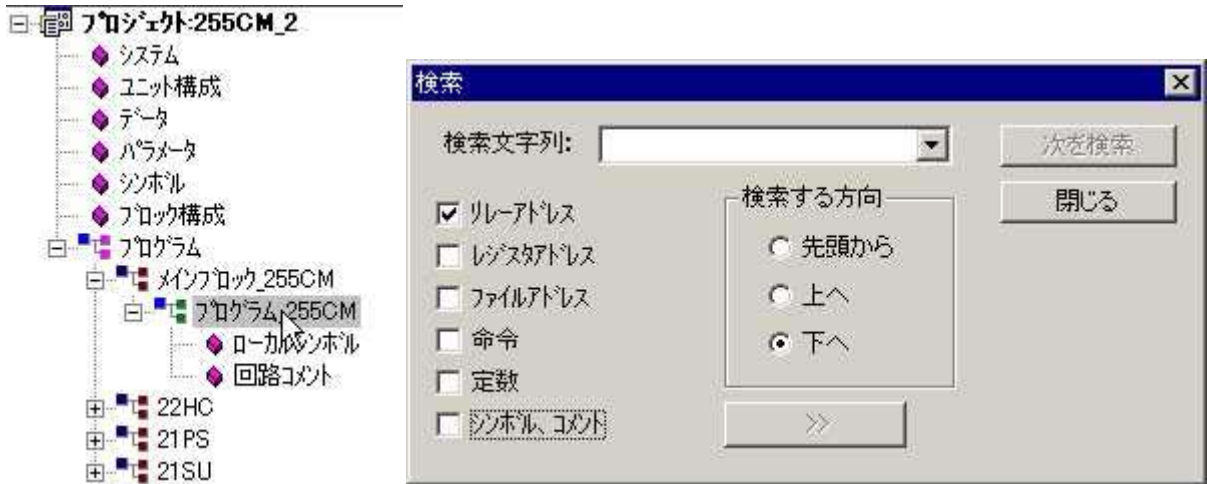 プロジェクト:255CM_2
システム
ユニット構成
データ
パラメータ
シンボル
ブロック構成
プログラム
メインブロック_255CM
プログラム_255CM
ローカルシンボル
回路コメント
22HC
21PS
21SU
検索
検索文字列:
次を検索
閉じる
リレーアドレス
レジスタアドレス
ファイルアドレス
命令
定数
シンボル、コメント
検索する方向
先頭から
上へ
下へ
>>